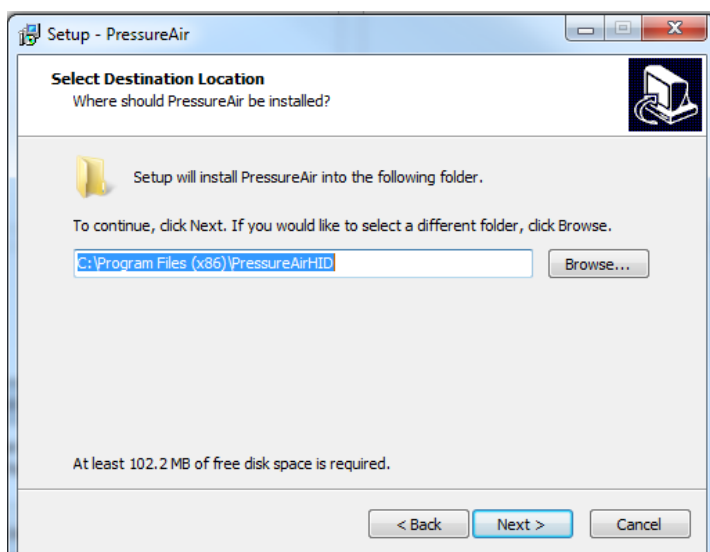 Setup - PressureAir
Select Destination Location
Where should PressureAir be installed?
Setup will install PressureAir into the following folder.
To continue, click Next. If you would like to select a different folder, click Browse.
C:\Program Files (x86)\PressureAirHID
Browse...
At least 102.2 MB of free disk space is required.
< Back
Next >
Cancel